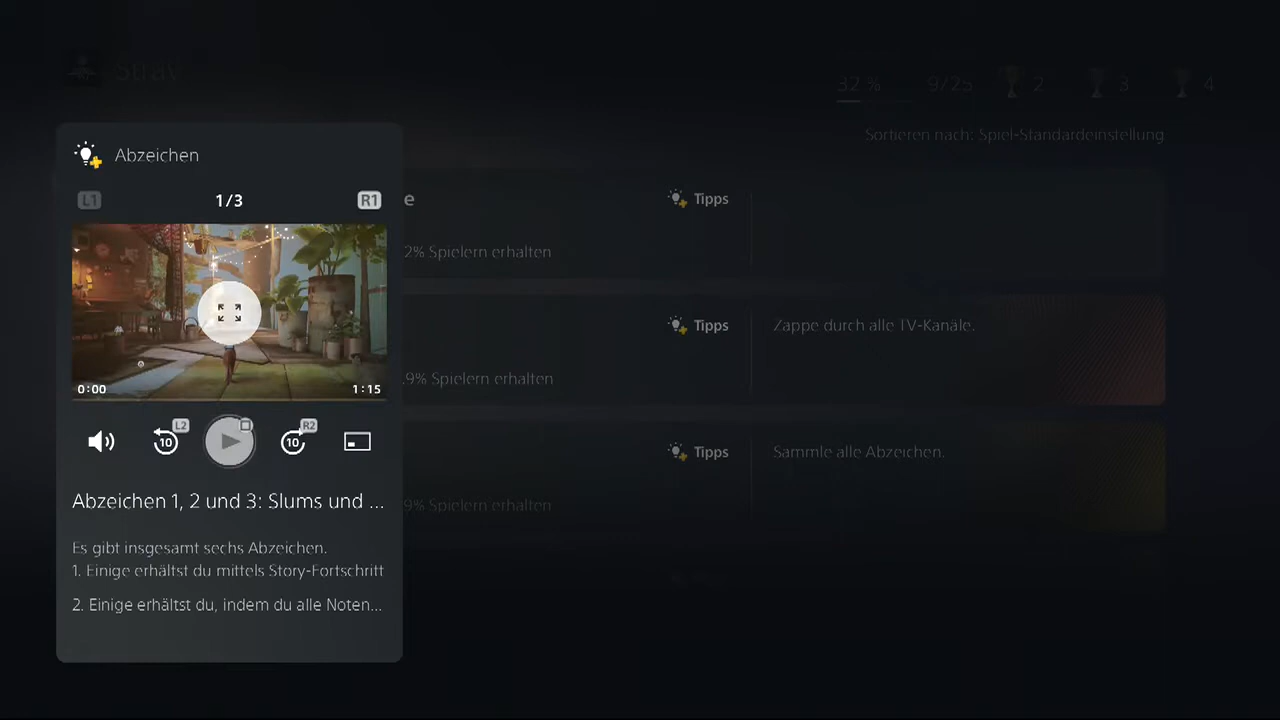 Stray
32 %
9/25
2
3
4
Sortieren nach: Spiel-Standardeinstellung
Abzeichen
L1
1/3
R1
0:00
1:15
L2
10
R2
10
Abzeichen 1, 2 und 3: Slums und ...
Es gibt insgesamt sechs Abzeichen.
1. Einige erhältst du mittels Story-Fortschritt
2. Einige erhältst du, indem du alle Noten...
e
Tipps
2% Spielern erhalten
Tipps
Zappe durch alle TV-Kanäle.
.9% Spielern erhalten
Tipps
Sammle alle Abzeichen.
9% Spielern erhalten